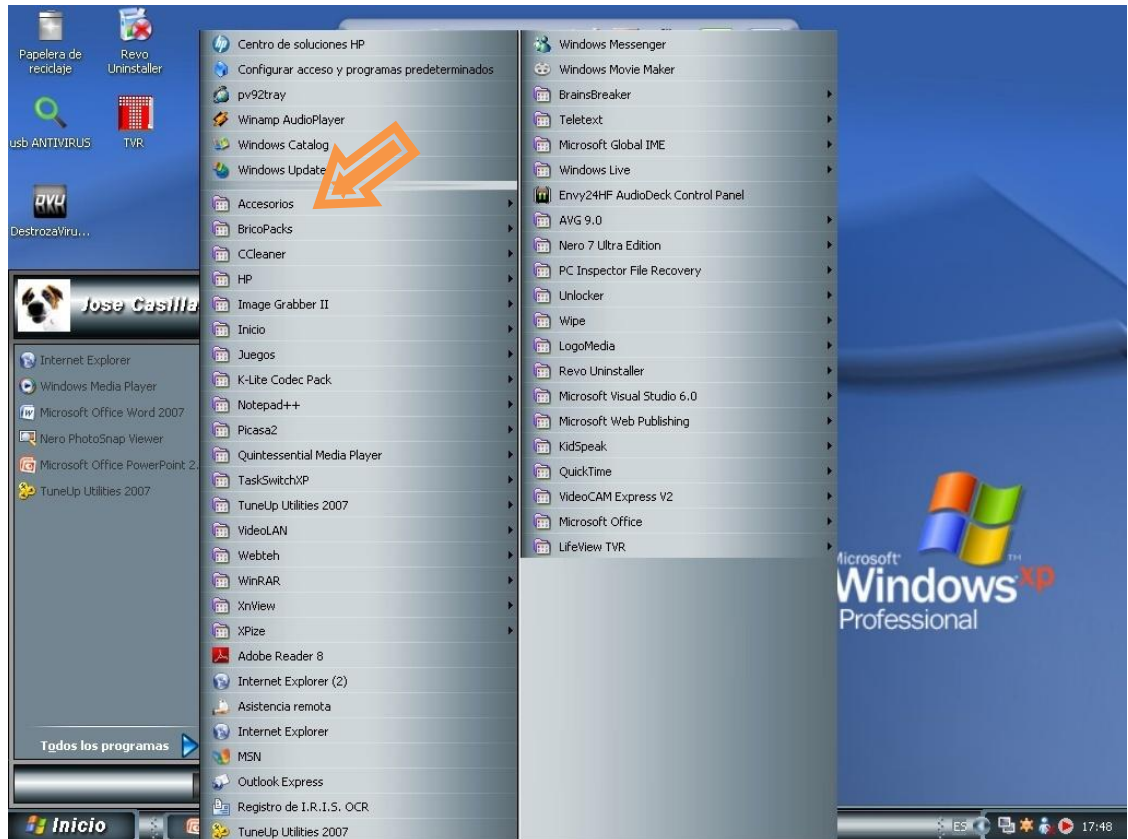 Papelera de
reciclaje
Revo
Uninstaller
usb ANTIVIRUS
TVR
DestrozaViru...
Jose Casilla
Internet Explorer
Windows Media Player
Microsoft Office Word 2007
Nero PhotoSnap Viewer
Microsoft Office PowerPoint 2.
TuneUp Utilities 2007
Todos los programas
Inicio
Centro de soluciones HP
Configurar acceso y programas predeterminados
pv92tray
Winamp AudioPlayer
Windows Catalog
Windows Update
Accesorios
BricoPacks
CCleaner
HP
Image Grabber II
Inicio
Juegos
K-Lite Codec Pack
Notepad++
Picasa2
Quintessential Media Player
TaskSwitchXP
TuneUp Utilities 2007
VideoLAN
Webteh
WinRAR
XnView
XPize
Adobe Reader 8
Internet Explorer (2)
Asistencia remota
Internet Explorer
MSN
Outlook Express
Registro de I.R.I.S. OCR
TuneUp Utilities 2007
Windows Messenger
Windows Movie Maker
BrainsBreaker
Teletext
Microsoft Global IME
Windows Live
Envy24HF AudioDeck Control Panel
AVG 9.0
Nero 7 Ultra Edition
PC Inspector File Recovery
Unlocker
Wipe
LogoMedia
Revo Uninstaller
Microsoft Visual Studio 6.0
Microsoft Web Publishing
KidSpeak
QuickTime
VideoCAM Express V2
Microsoft Office
LifeView TVR
Microsoft
Windows xp
Professional
ES
17:48